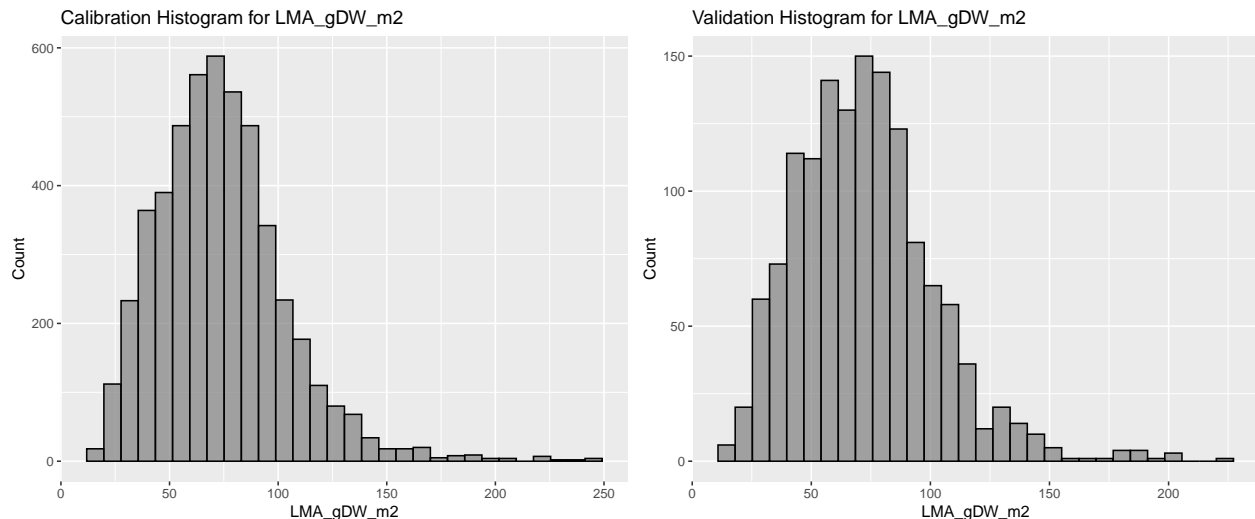 Calibration Histogram for LMA_gDW_m2
600
400
200
0
Count
0 50 100 150 200 250
LMA_gDW_m2
Validation Histogram for LMA_gDW_m2
150
100
50
0
Count
0 50 100 150 200
LMA_gDW_m2